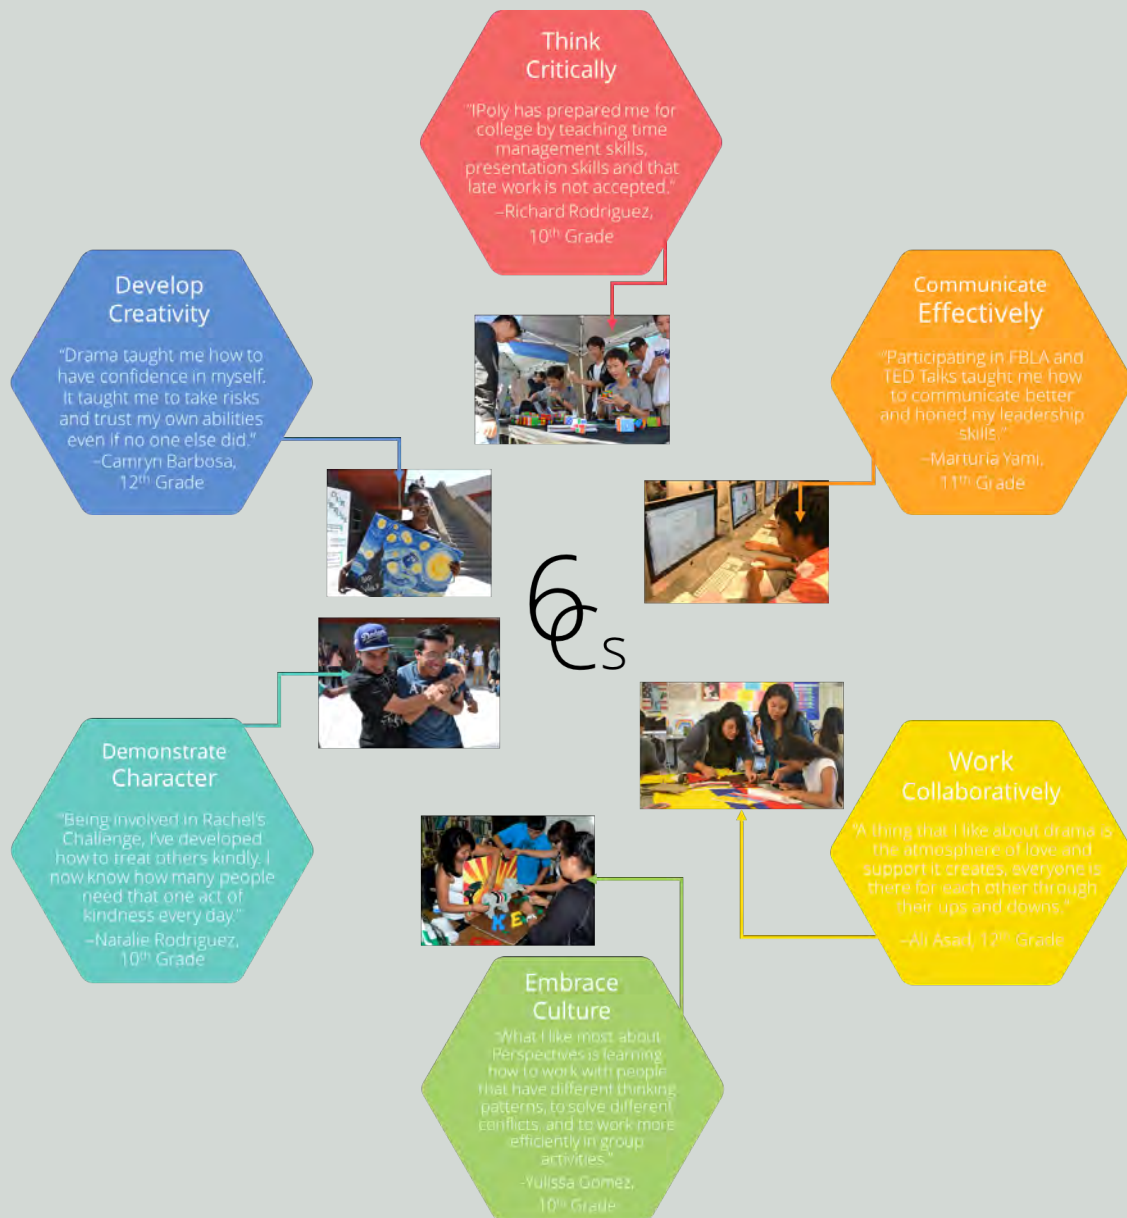 Think
Critically
"IPoly has prepared me for
college by teaching time
management skills,
presentation skills and that
late work is not accepted."
–Richard Rodriguez,
10th Grade
Develop
Creativity
"Drama taught me how to
have confidence in myself.
It taught me to take risks
and trust my own abilities
even if no one else did."
–Camryn Barbosa,
12th Grade
Communicate
Effectively
"Participating in FBLA and
TED Talks taught me how
to communicate better
and honed my leadership
skills."
–Marturia Yami,
11th Grade
6Cs
Demonstrate
Character
"Being involved in Rachel's
Challenge, I've developed
how to treat others kindly. I
now know how many people
need that one act of
kindness every day."
–Natalie Rodriguez,
10th Grade
Work
Collaboratively
"A thing that I like about drama is
the atmosphere of love and
support it creates, everyone is
there for each other through
their ups and downs."
–Ali Asad, 12th Grade
KE
Embrace
Culture
"What I like most about
Perspectives is learning
how to work with people
that have different thinking
patterns, to solve different
conflicts, and to work more
efficiently in group
activities."
-Yulissa Gomez,
10th Grade